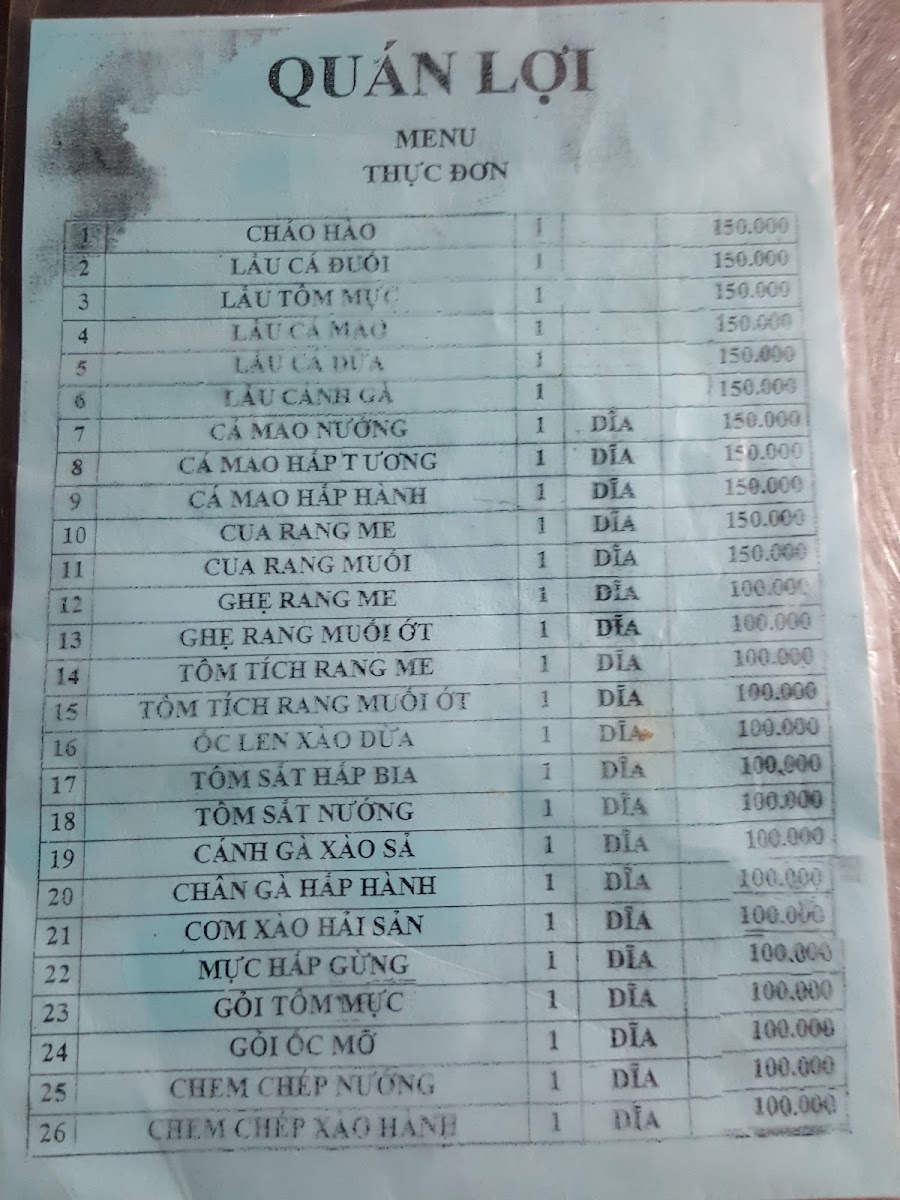 QUÁN LỢI
MENU
THỰC ĐƠN
1 CHÁO HÀO 1 150.000
2 LẨU CÁ ĐUỐI 1 150.000
3 LẨU TÔM MỰC 1 150.000
4 LẨU CÁ MAO 1 150.000
5 LẨU CÁ DỨA 1 150.000
6 LẨU CÁNH GÀ 1 150.000
7 CÁ MAO NƯỚNG 1 DĨA 150.000
8 CÁ MAO HẤP TƯƠNG 1 DĨA 150.000
9 CÁ MAO HẤP HÀNH 1 DĨA 150.000
10 CUA RANG ME 1 DĨA 150.000
11 CUA RANG MUỐI 1 DĨA 150.000
12 GHẸ RANG ME 1 DĨA 100.000
13 GHẸ RANG MUỐI ỚT 1 DĨA 100.000
14 TÔM TÍCH RANG ME 1 DĨA 100.000
15 TÔM TÍCH RANG MUỐI ỚT 1 DĨA 100.000
16 ỐC LEN XÀO DỪA 1 DĨA 100.000
17 TÔM SẮT HẤP BIA 1 DĨA 100.000
18 TÔM SẮT NƯỚNG 1 DĨA 100.000
19 CÁNH GÀ XÀO SẢ 1 DĨA 100.000
20 CHÂN GÀ HẤP HÀNH 1 DĨA 100.000
21 CƠM XÀO HẢI SẢN 1 DĨA 100.000
22 MỰC HẤP GỪNG 1 DĨA 100.000
23 GỎI TÔM MỰC 1 DĨA 100.000
24 GỎI ỐC MỠ 1 DĨA 100.000
25 CHEM CHÉP NƯỚNG 1 DĨA 100.000
26 CHEM CHÉP XÀO HÀNH 1 DĨA 100.000